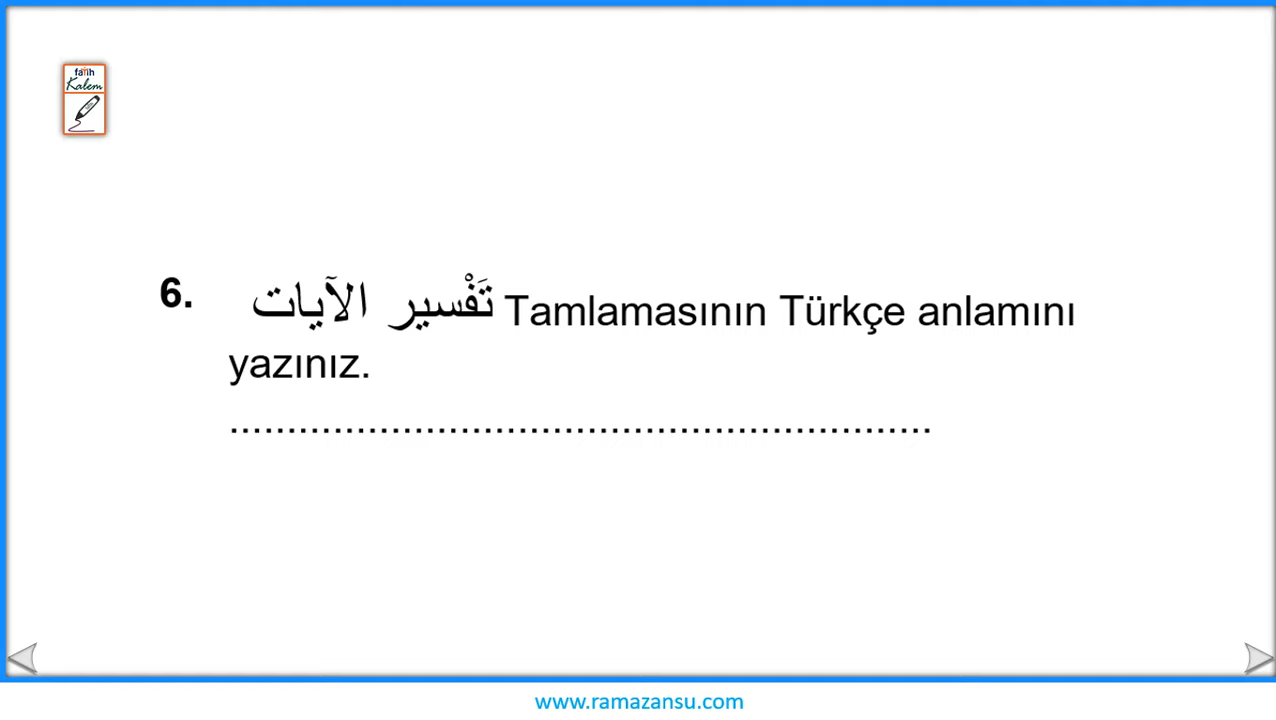 fatih
Kalem
6. تَفْسير الآيات Tamlamasının Türkçe anlamını
yazınız.
.............................................................
www.ramazansu.com